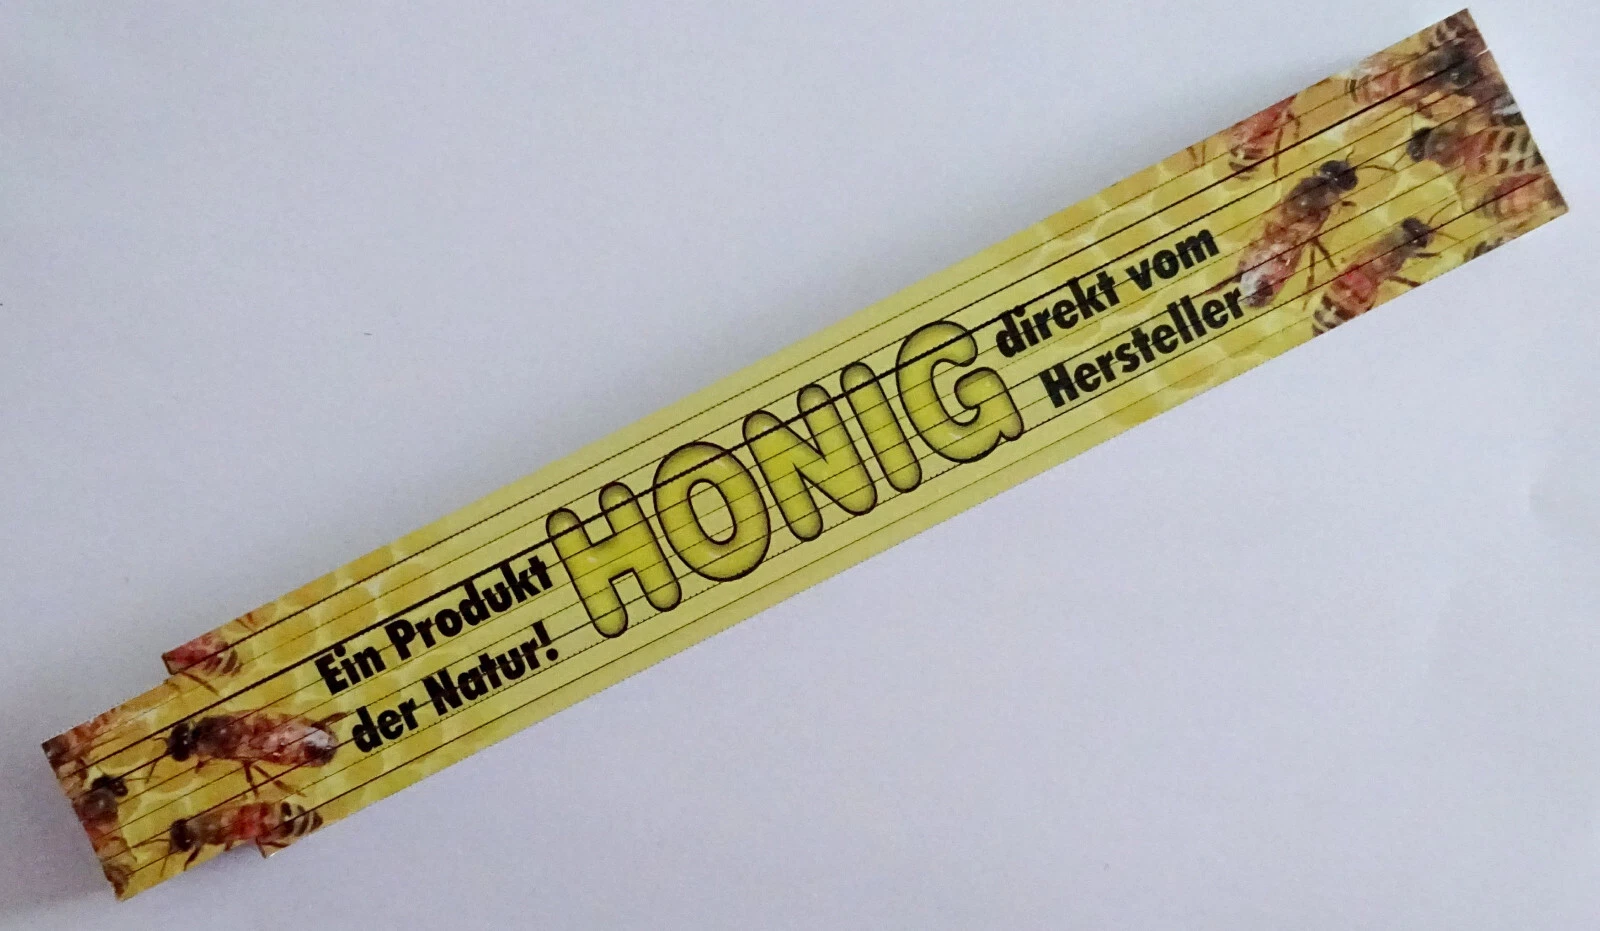 Ein Produkt
der Natur!
HONIG
direkt vom
Hersteller